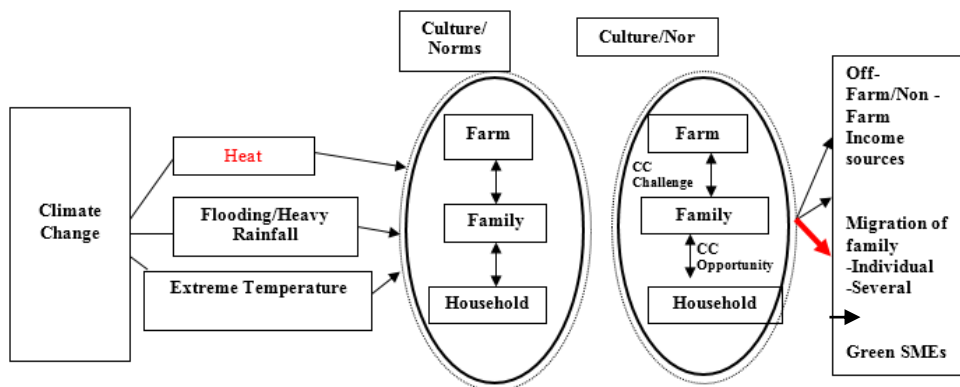 Climate
Change
Heat
Flooding/Heavy
Rainfall
Extreme Temperature
Culture/
Norms
Farm
Family
Household
Culture/Nor
Farm
CC
Challenge
Family
CC
Opportunity
Household
Off-
Farm/Non -
Farm
Income
sources
Migration of
family
-Individual
-Several
Green SMEs